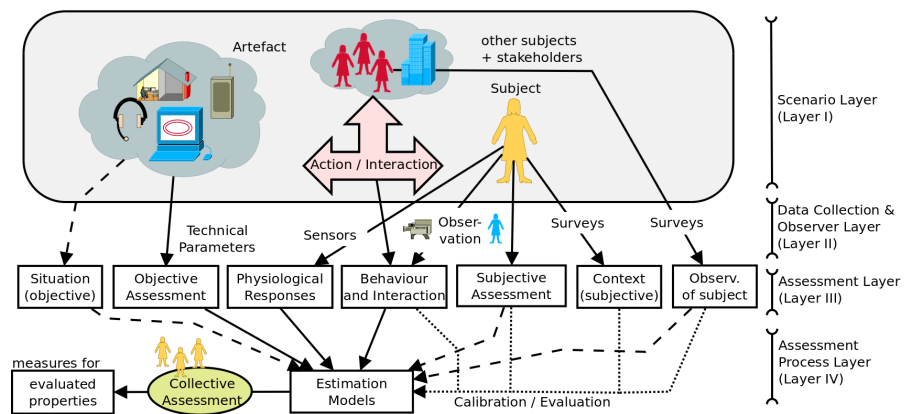 Artefact
other subjects
+ stakeholders
Subject
Action / Interaction
Scenario Layer
(Layer I)
Technical
Parameters
Sensors
Obser-
vation
Surveys
Surveys
Data Collection &
Observer Layer
(Layer II)
Situation
(objective)
Objective
Assessment
Physiological
Responses
Behaviour
and Interaction
Subjective
Assessment
Context
(subjective)
Observ.
of subject
Assessment Layer
(Layer III)
measures for
evaluated
properties
Collective
Assessment
Estimation
Models
Calibration / Evaluation
Assessment
Process Layer
(Layer IV)